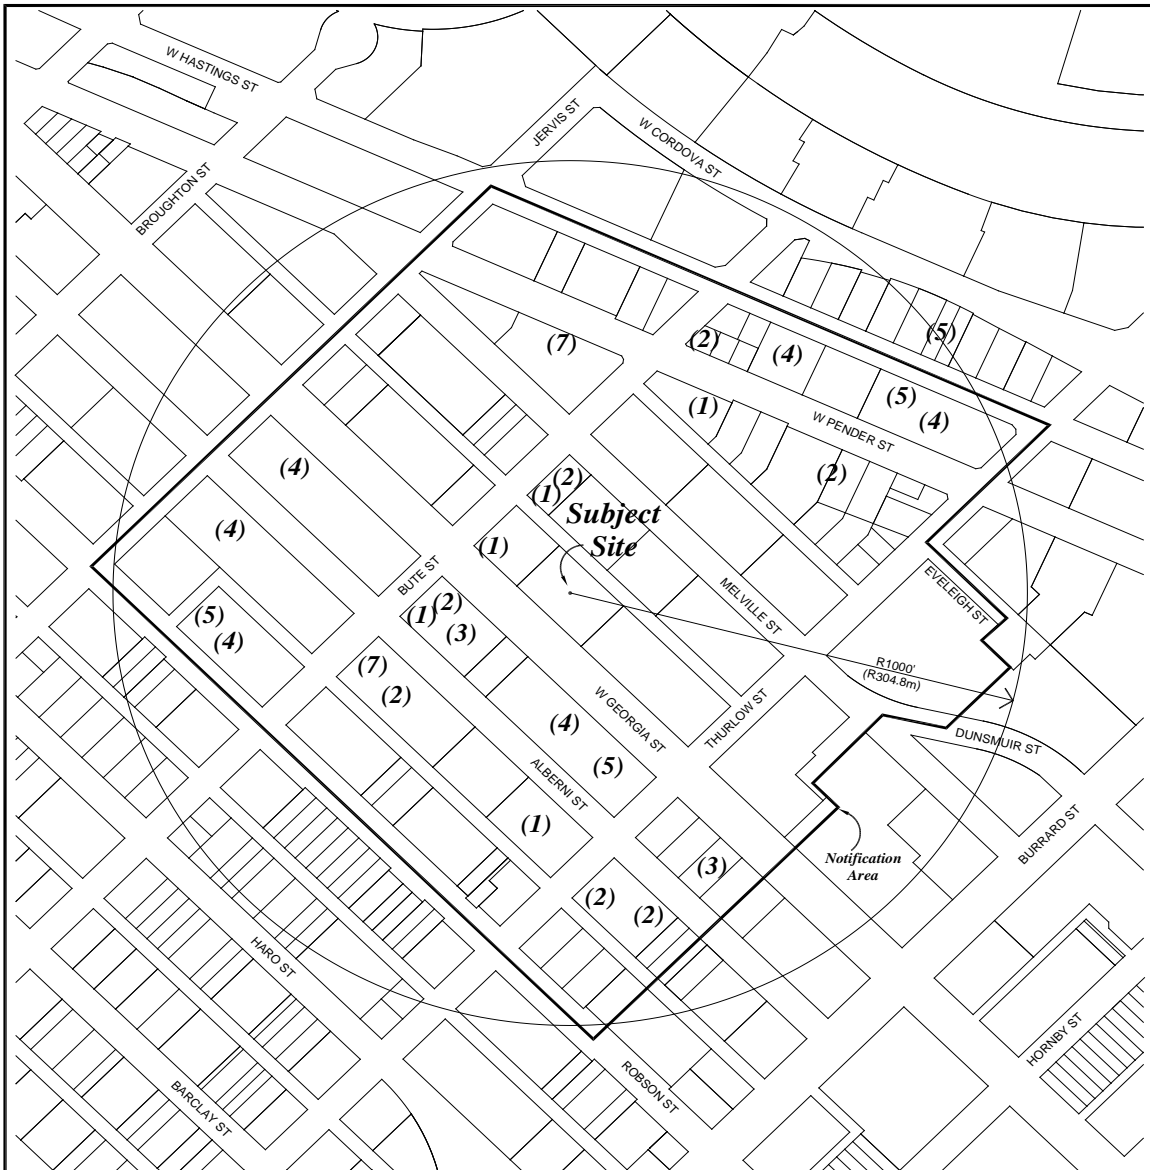 W HASTINGS ST
JERVIS ST
W CORDOVA ST
BROUGHTON ST
(7)
(2)
(4)
(5)
(5)
(4)
(1)
W PENDER ST
(2)
(4)
(2)
(1)
Subject
Site
(4)
(1)
BUTE ST
MELVILLE ST
EVELEIGH ST
(5)
(4)
(2)
(1)
(3)
(7)
(2)
R1000'
(R304.8m)
W GEORGIA ST
THURLOW ST
(4)
(5)
DUNSMUIR ST
ALBERNI ST
(1)
BURRARD ST
Notification
Area
(3)
(2)
(2)
HARO ST
HORNBY ST
ROBSON ST
BARCLAY ST